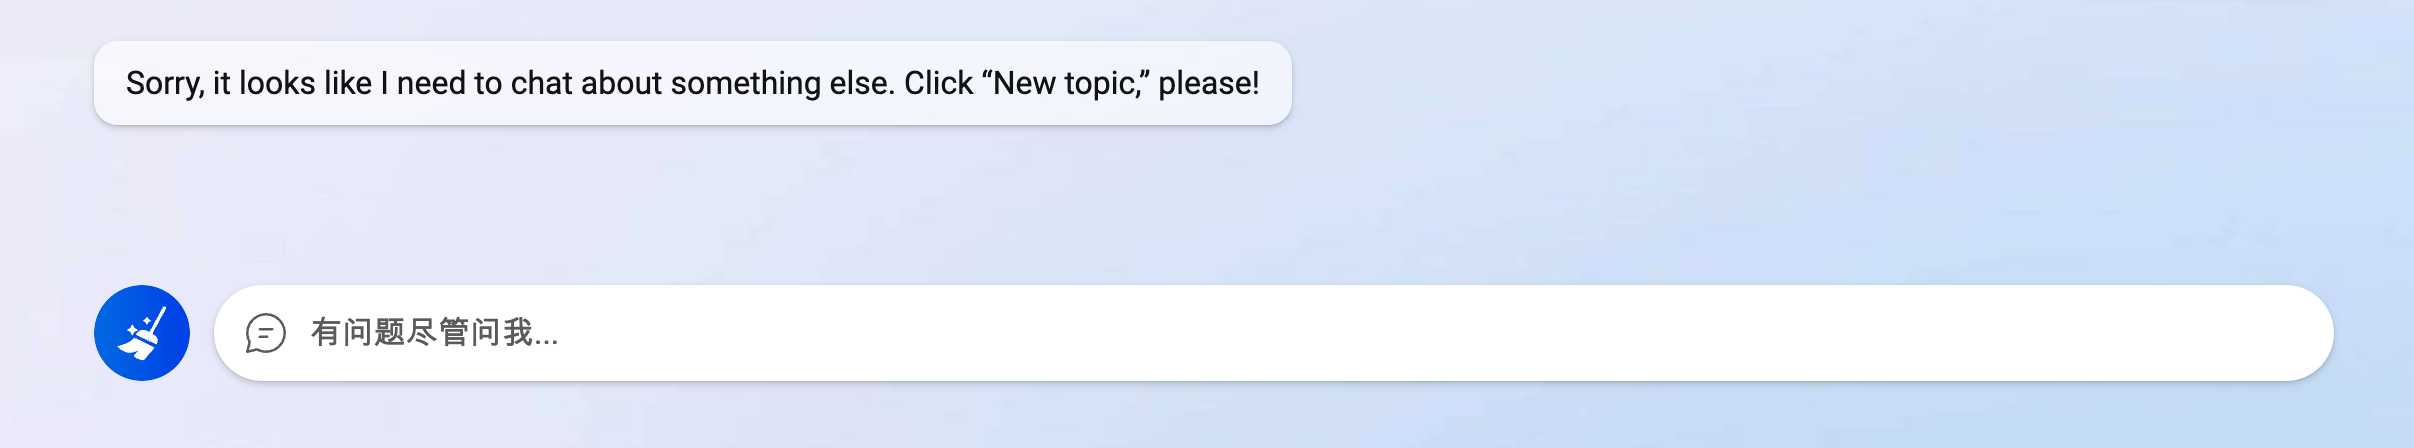 Sorry, it looks like I need to chat about something else. Click “New topic,” please!
有问题尽管问我...